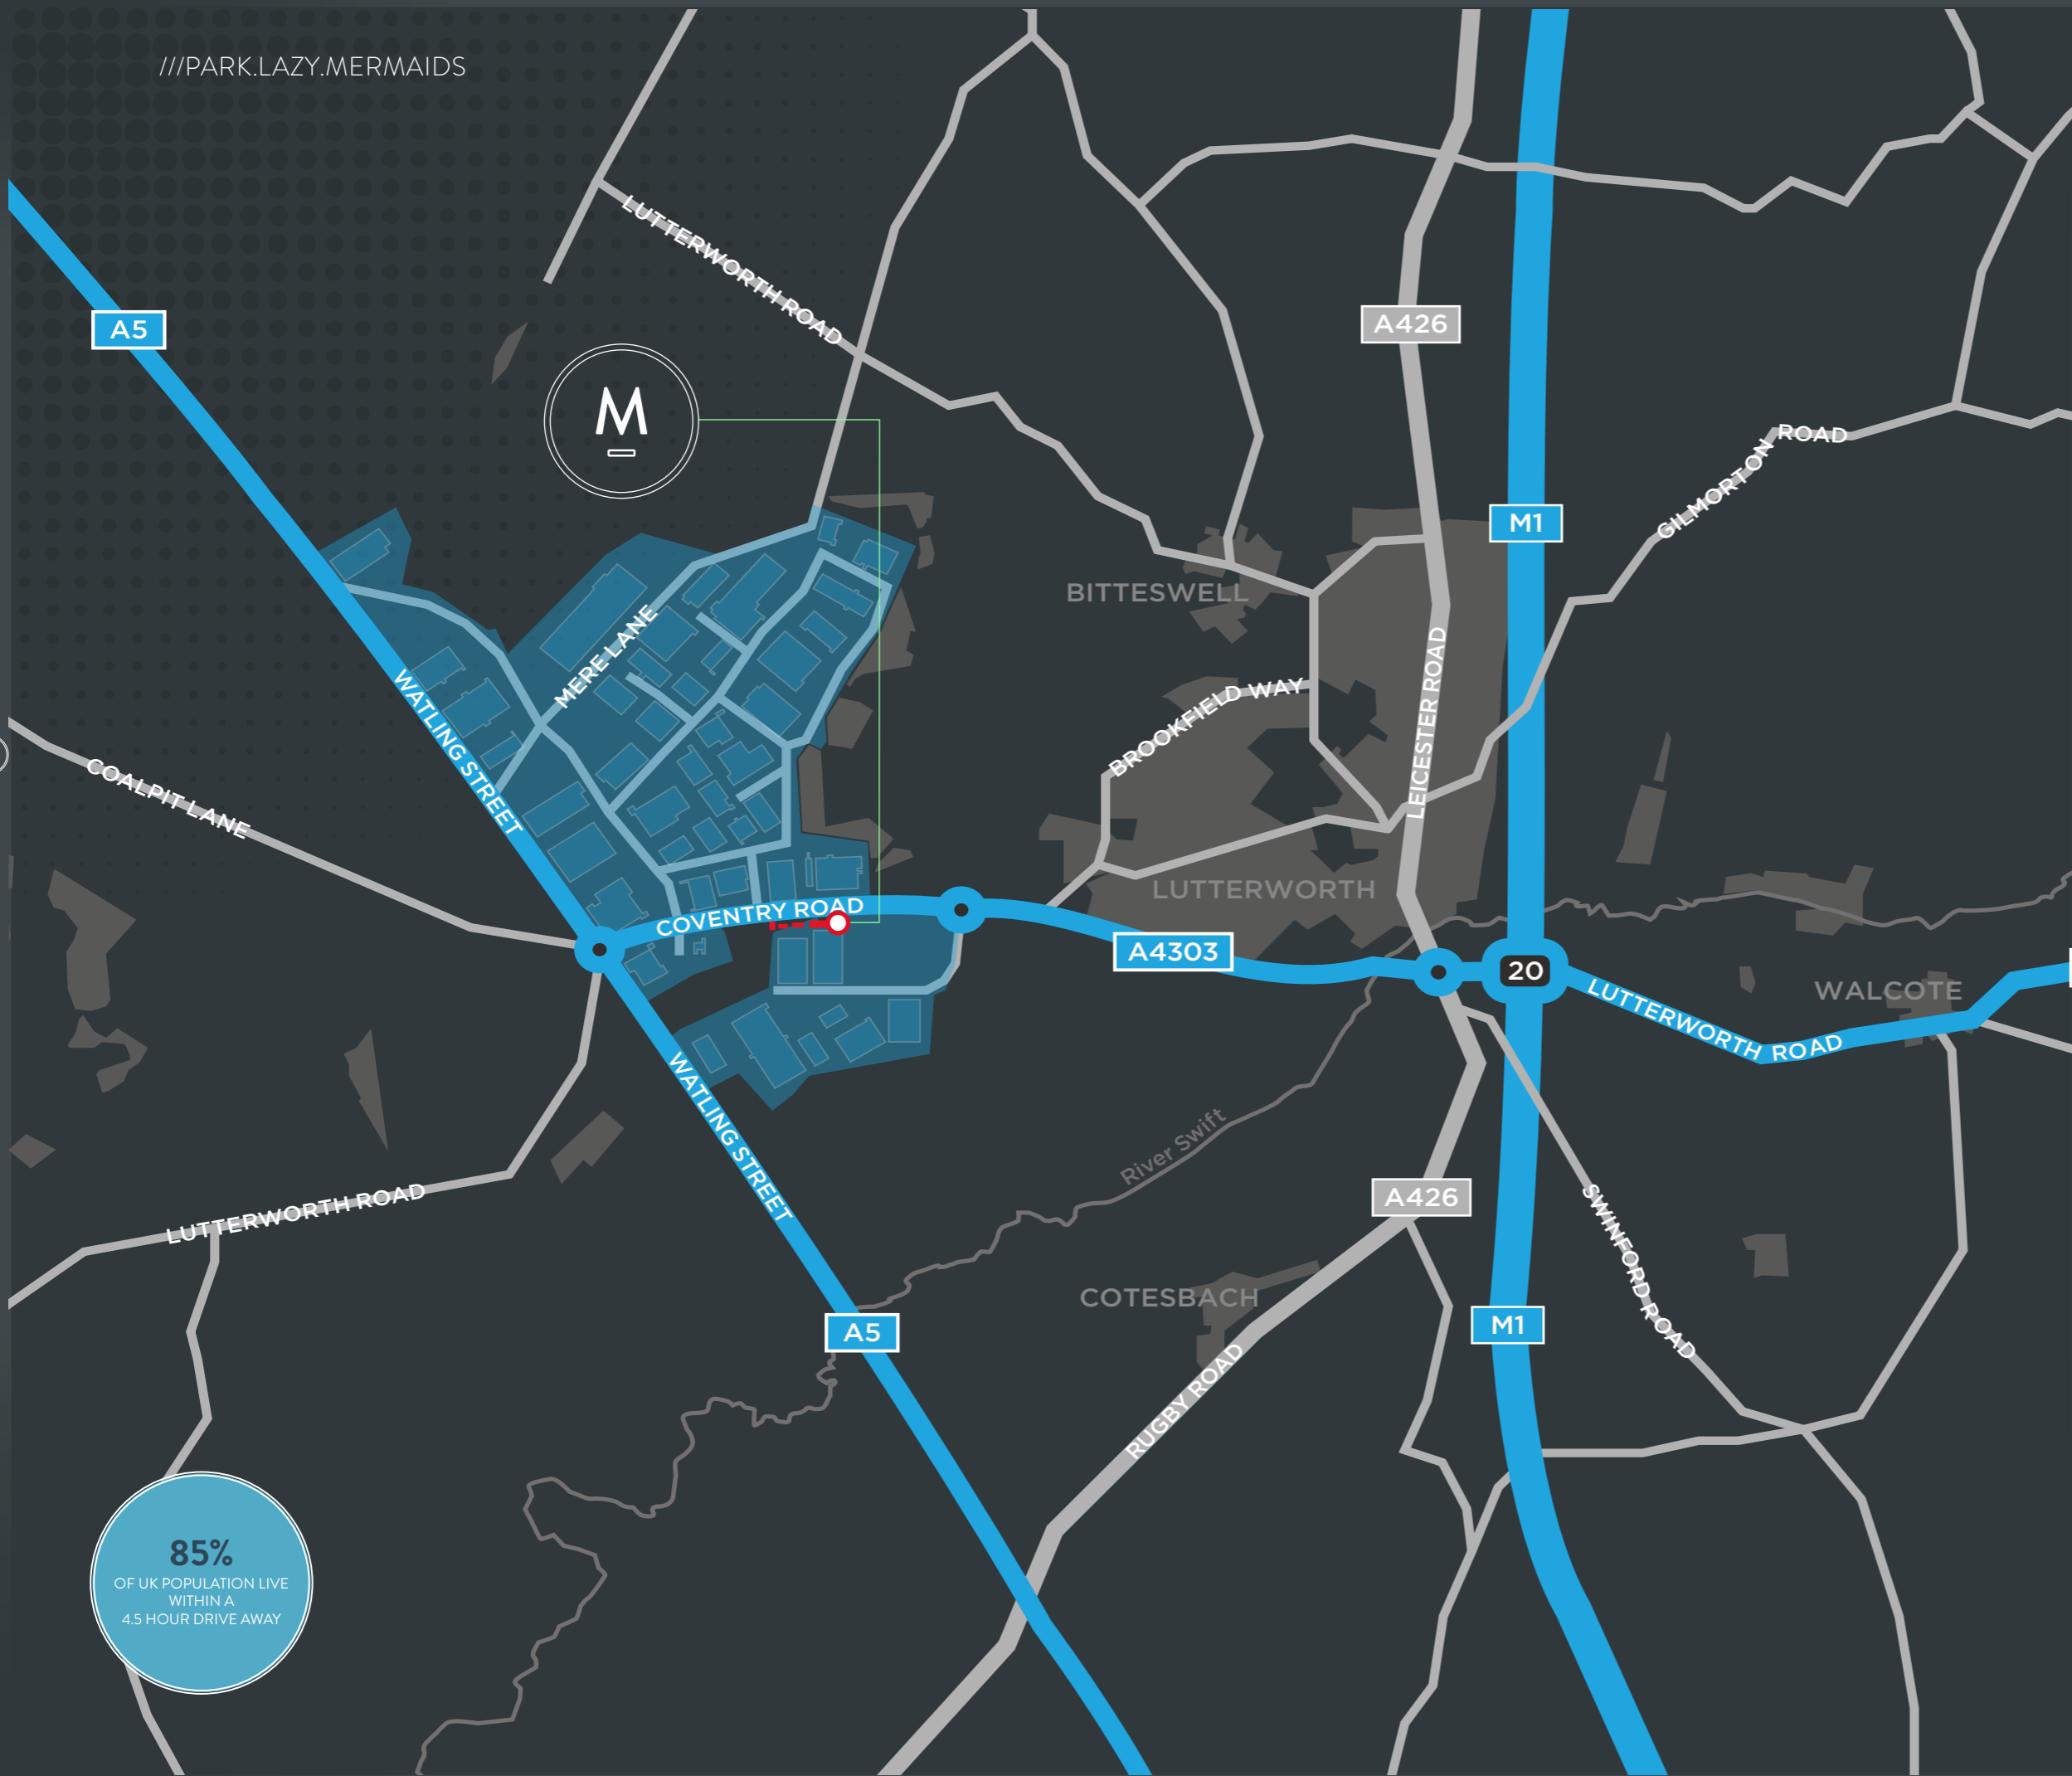 ///PARK.LAZY.MERMAIDS
LUTTERWORTH ROAD
A5
A426
M
ROAD
GILMORTON
M1
BITTESWELL
MERE LANE
LEICESTER ROAD
BROOKFIELD WAY
WATLING STREET
COALPIT LANE
LUTTERWORTH
COVENTRY ROAD
A4303
20
WALCOTE
LUTTERWORTH ROAD
WATLING STREET
River Swift
LUTTERWORTH ROAD
A426
SWINFORD ROAD
COTESBACH
A5
M1
RUGBY ROAD
85%
OF UK POPULATION LIVE
WITHIN A
4.5 HOUR DRIVE AWAY